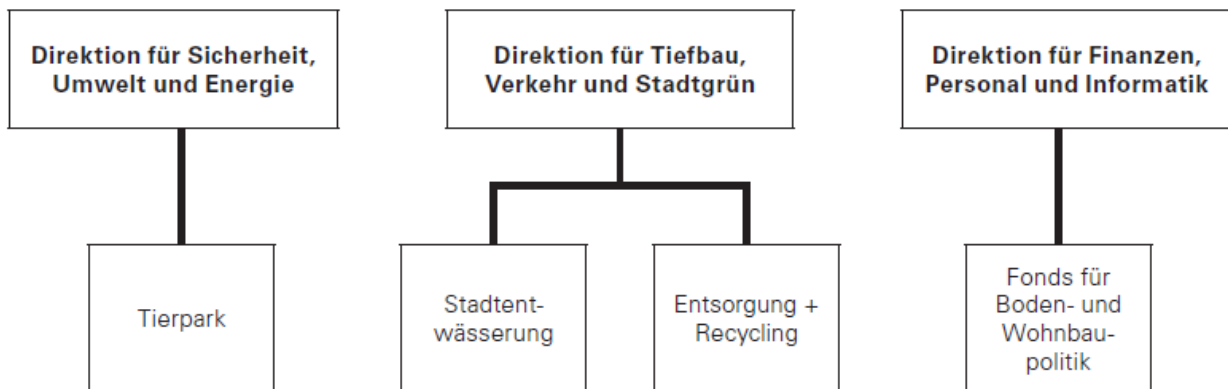 Direktion für Sicherheit,
Umwelt und Energie
Direktion für Tiefbau,
Verkehr und Stadtgrün
Direktion für Finanzen,
Personal und Informatik
Tierpark
Stadtent-
wässerung
Entsorgung +
Recycling
Fonds für
Boden- und
Wohnbau-
politik